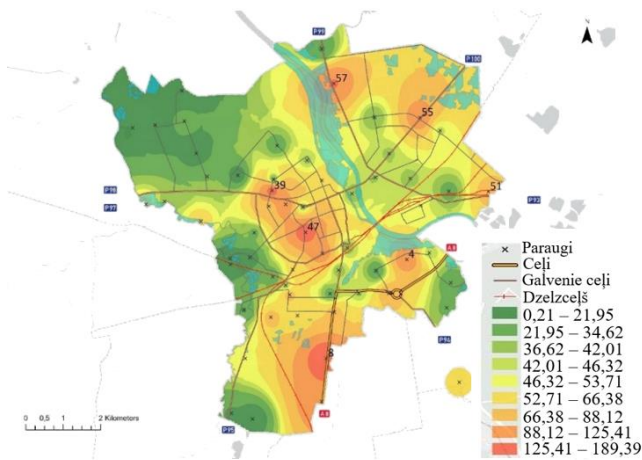 N
P99
P100
57
55
P98
P97
39
51
P93
47
A8
4
8
P94
0 0,5 1 2 Kilometers
P95
A8
× Paraugi
Ceļi
Galvenie ceļi
Dzelzceļš
0,21 – 21,95
21,95 – 34,62
36,62 – 42,01
42,01 – 46,32
46,32 – 53,71
52,71 – 66,38
66,38 – 88,12
88,12 – 125,41
125,41 – 189,39